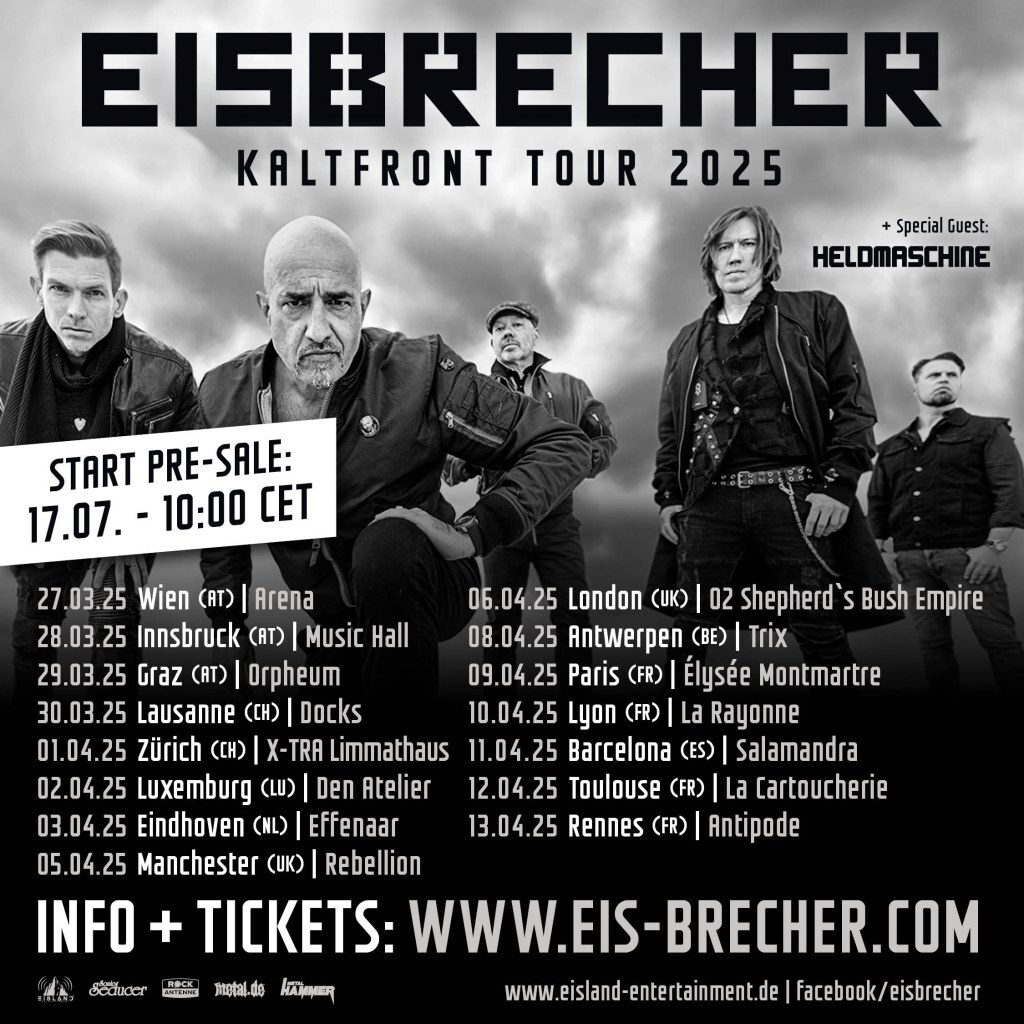 EISBRECHER
KALTFRONT TOUR 2025
+ Special Guest:
HELDMASCHINE
START PRE-SALE:
17.07. - 10:00 CET
27.03.25 Wien (AT) | Arena
28.03.25 Innsbruck (AT) | Music Hall
29.03.25 Graz (AT) | Orpheum
30.03.25 Lausanne (CH) | Docks
01.04.25 Zürich (CH) | X-TRA Limmathaus
02.04.25 Luxemburg (LU) | Den Atelier
03.04.25 Eindhoven (NL) | Effenaar
05.04.25 Manchester (UK) | Rebellion
06.04.25 London (UK) | O2 Shepherd`s Bush Empire
08.04.25 Antwerpen (BE) | Trix
09.04.25 Paris (FR) | Élysée Montmartre
10.04.25 Lyon (FR) | La Rayonne
11.04.25 Barcelona (ES) | Salamandra
12.04.25 Toulouse (FR) | La Cartoucherie
13.04.25 Rennes (FR) | Antipode
INFO + TICKETS: WWW.EIS-BRECHER.COM
EISLAND
Sonic Seducer
ROCK ANTENNE
metal.de
METAL HAMMER
www.eisland-entertainment.de | facebook/eisbrecher